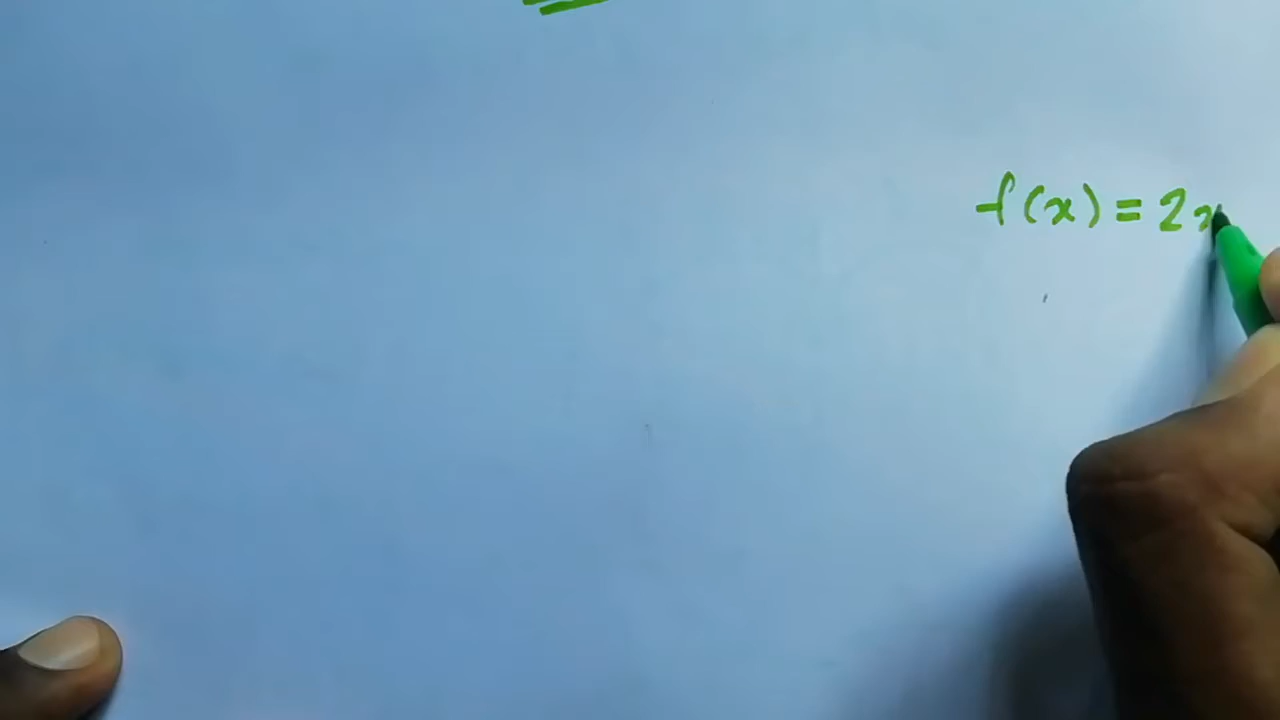 f(x) = 2x